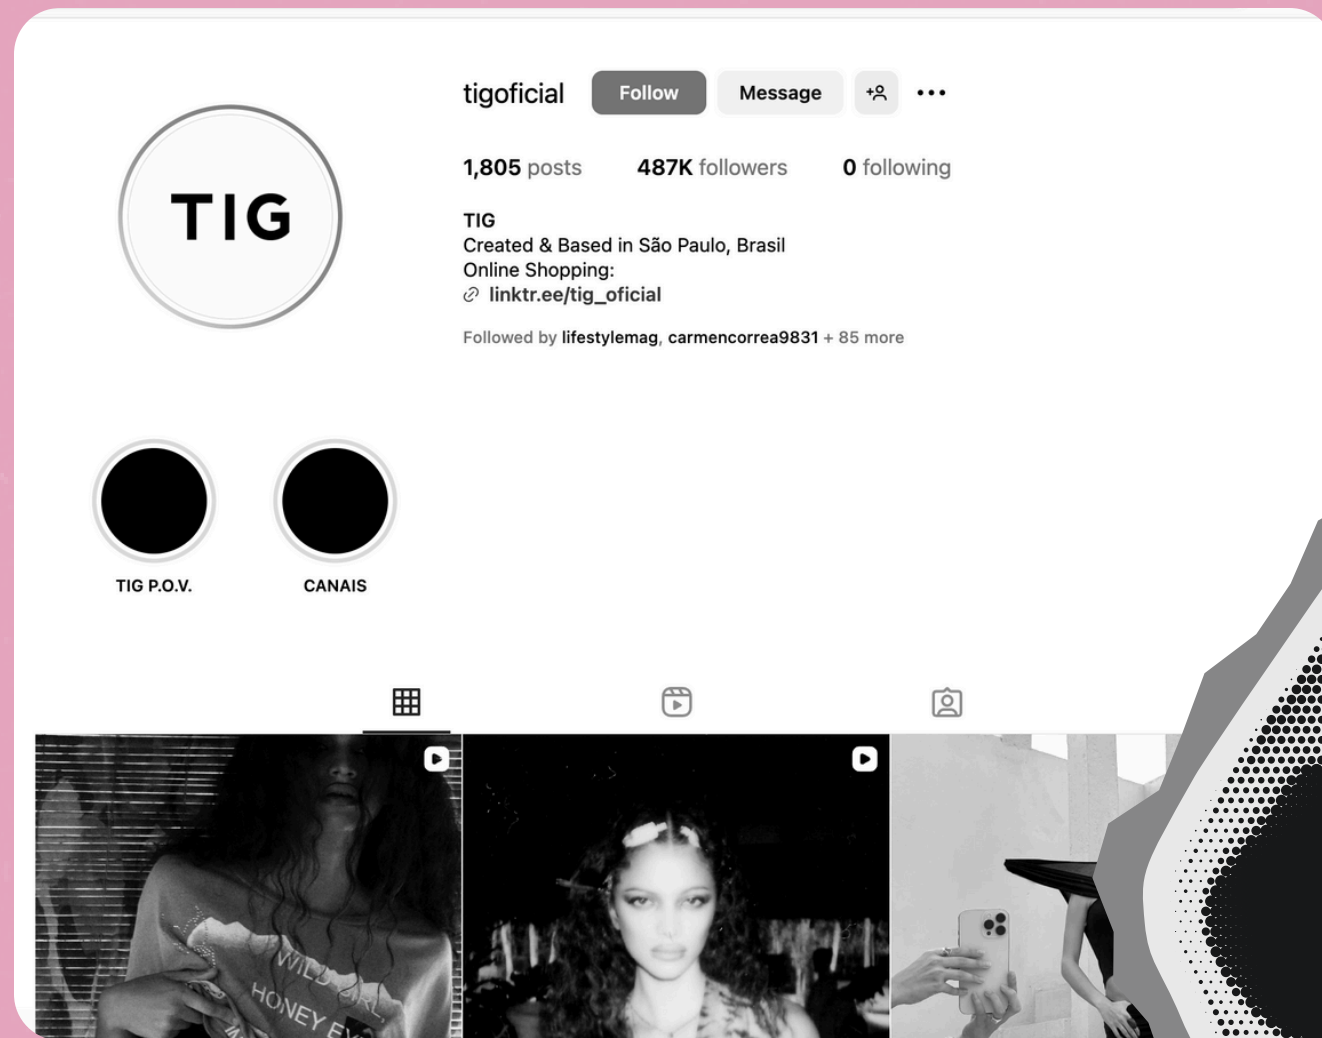 TIG
tigoficial Follow Message
1,805 posts 487K followers 0 following
TIG
Created & Based in São Paulo, Brasil
Online Shopping:
linktr.ee/tig_oficial
Followed by lifestylemag, carmencorrea9831 + 85 more
TIG P.O.V. CANAIS
WILD GIRL,
HONEY EY